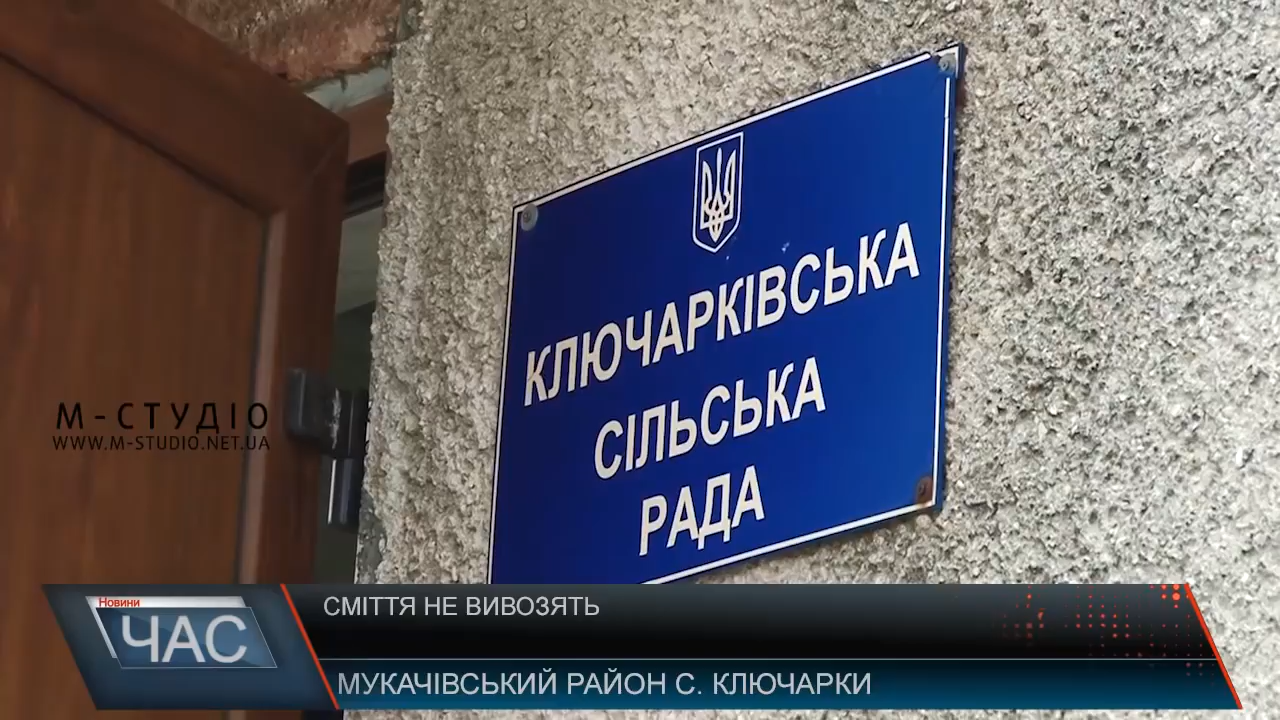 КЛЮЧАРКІВСЬКА
СІЛЬСЬКА
РАДА
М-СТУДІО
WWW.M-STUDIO.NET.UA
Новини
ЧАС
СМІТТЯ НЕ ВИВОЗЯТЬ
МУКАЧІВСЬКИЙ РАЙОН С. КЛЮЧАРКИ